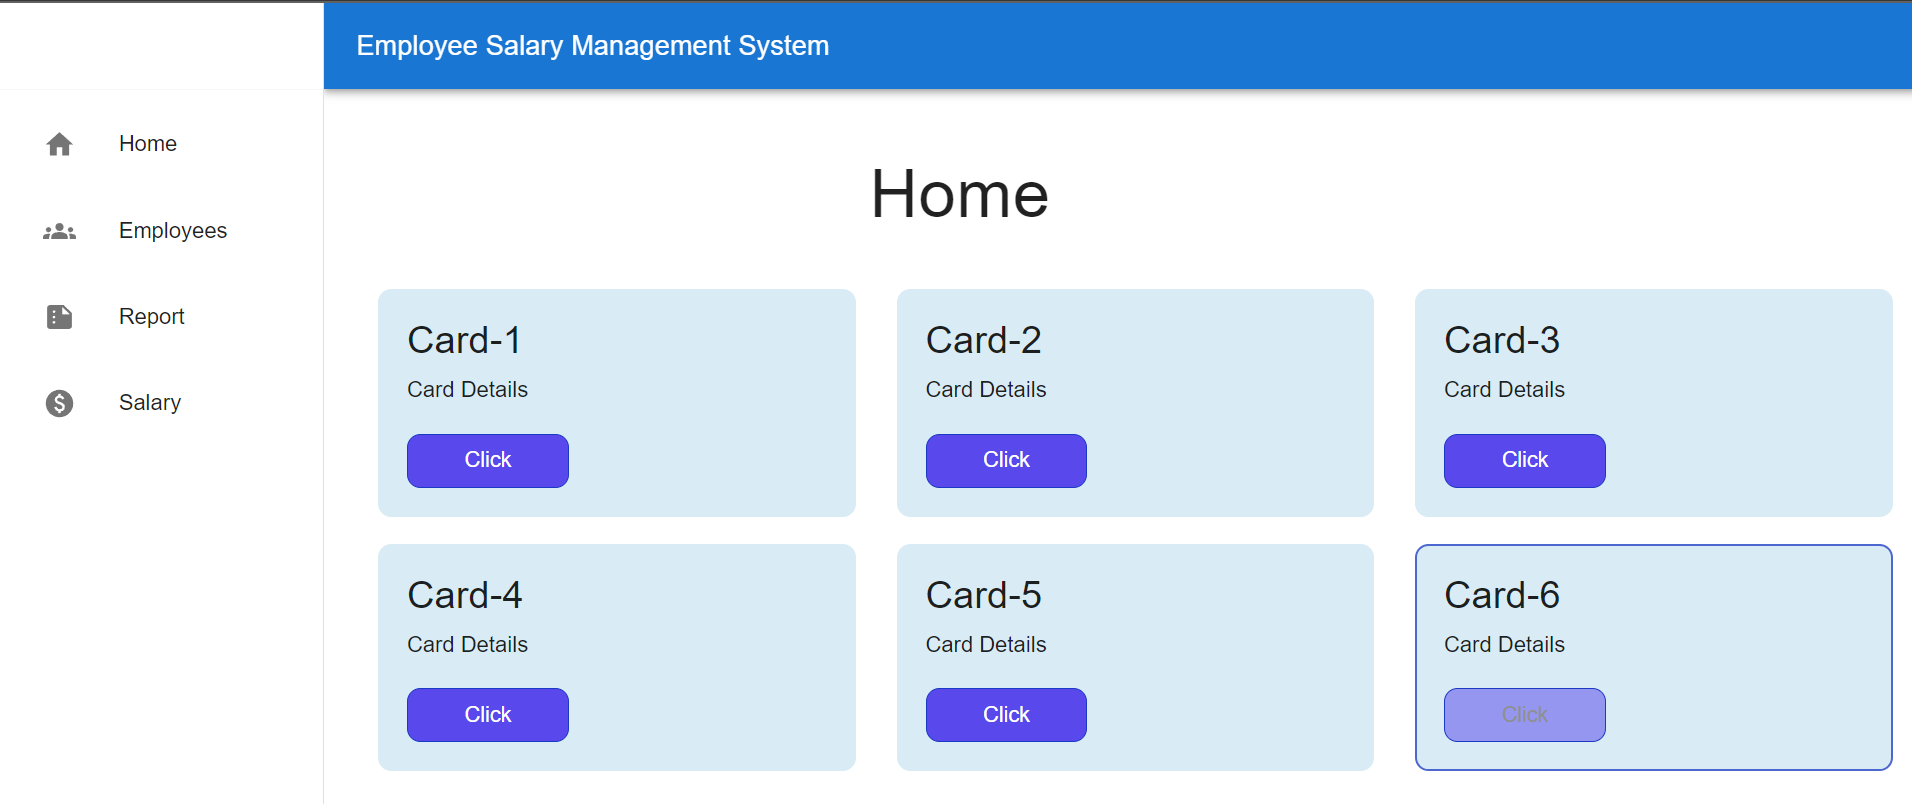 Employee Salary Management System
Home
Employees
Report
Salary
Home
Card-1
Card Details
Click
Card-2
Card Details
Click
Card-3
Card Details
Click
Card-4
Card Details
Click
Card-5
Card Details
Click
Card-6
Card Details
Click